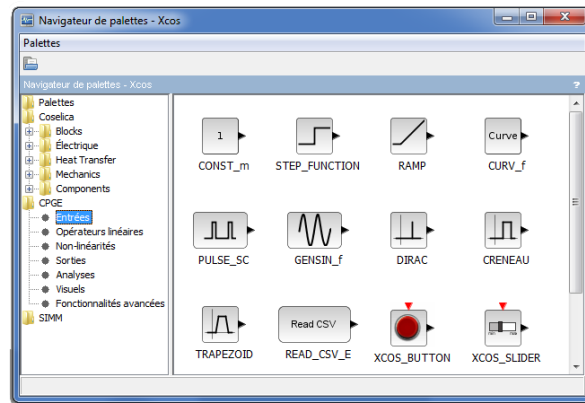 Navigateur de palettes - Xcos
Palettes
Navigateur de palettes - Xcos ?
Palettes
Coselica
Blocks
Électrique
Heat Transfer
Mechanics
Components
CPGE
Entrées
Opérateurs linéaires
Non-linéarités
Sorties
Analyses
Visuels
Fonctionnalités avancées
SIMM
1
Curve
CONST_m STEP_FUNCTION RAMP CURV_f
PULSE_SC GENSIN_f DIRAC CRENEAU
Read CSV
TRAPEZOID READ_CSV_E XCOS_BUTTON XCOS_SLIDER